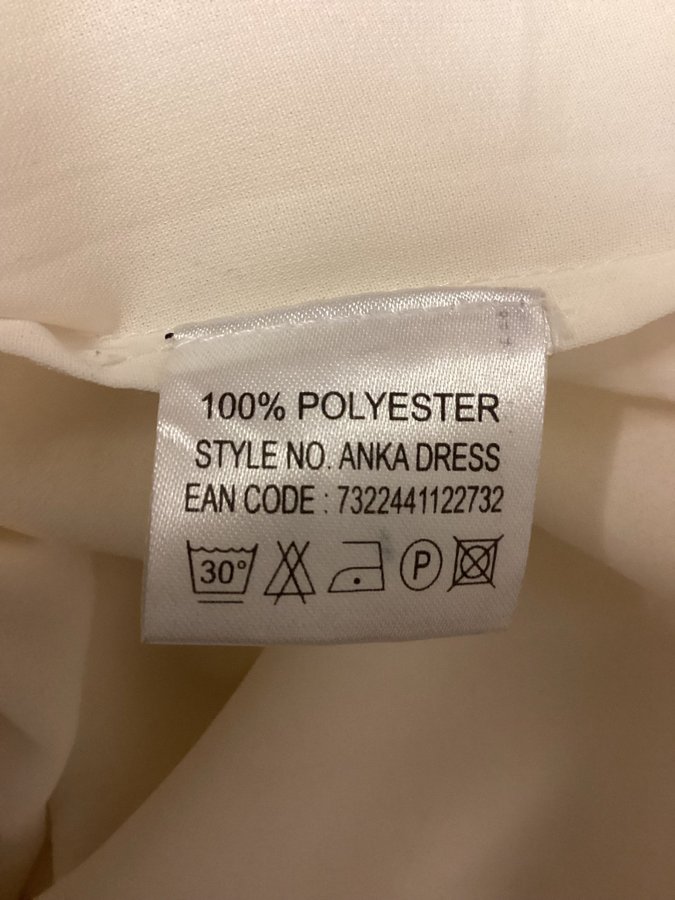 100% POLYESTER
STYLE NO. ANKA DRESS
EAN CODE : 7322441122732
30°
P